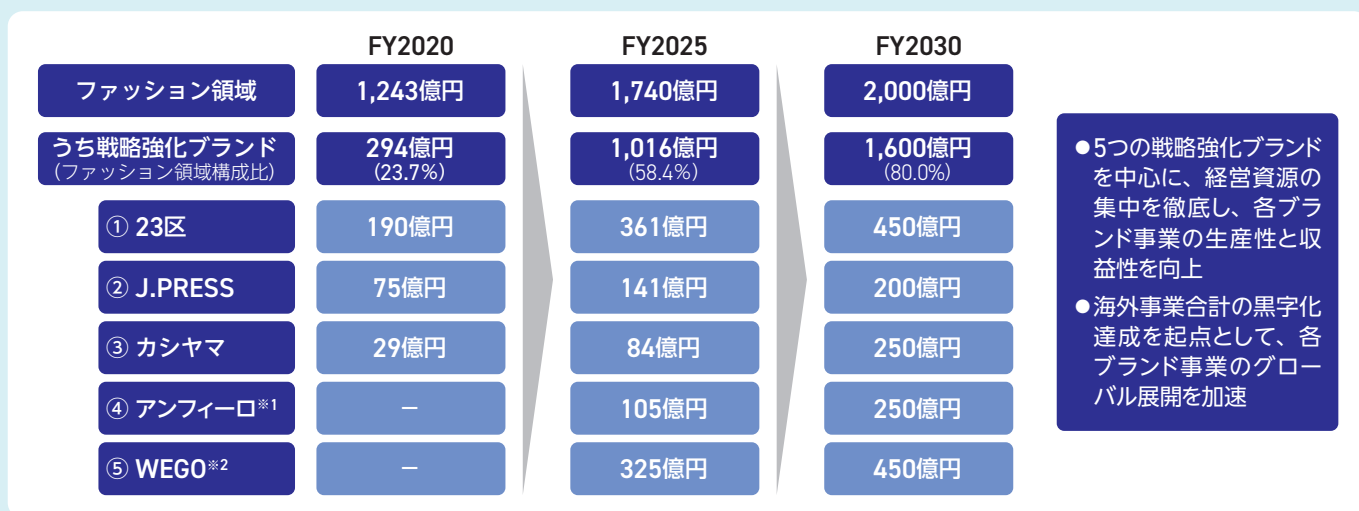 FY2020 FY2025 FY2030
ファッション領域 1,243億円 1,740億円 2,000億円
うち戦略強化ブランド 294億円 1,016億円 1,600億円
(ファッション領域構成比) (23.7%) (58.4%) (80.0%)
① 23区 190億円 361億円 450億円
② J.PRESS 75億円 141億円 200億円
③ カシヤマ 29億円 84億円 250億円
④ アンフィーロ※1 － 105億円 250億円
⑤ WEGO※2 － 325億円 450億円
●5つの戦略強化ブランド
を中心に、経営資源の
集中を徹底し、各ブラ
ンド事業の生産性と収
益性を向上
●海外事業合計の黒字化
達成を起点として、各
ブランド事業のグロー
バル展開を加速